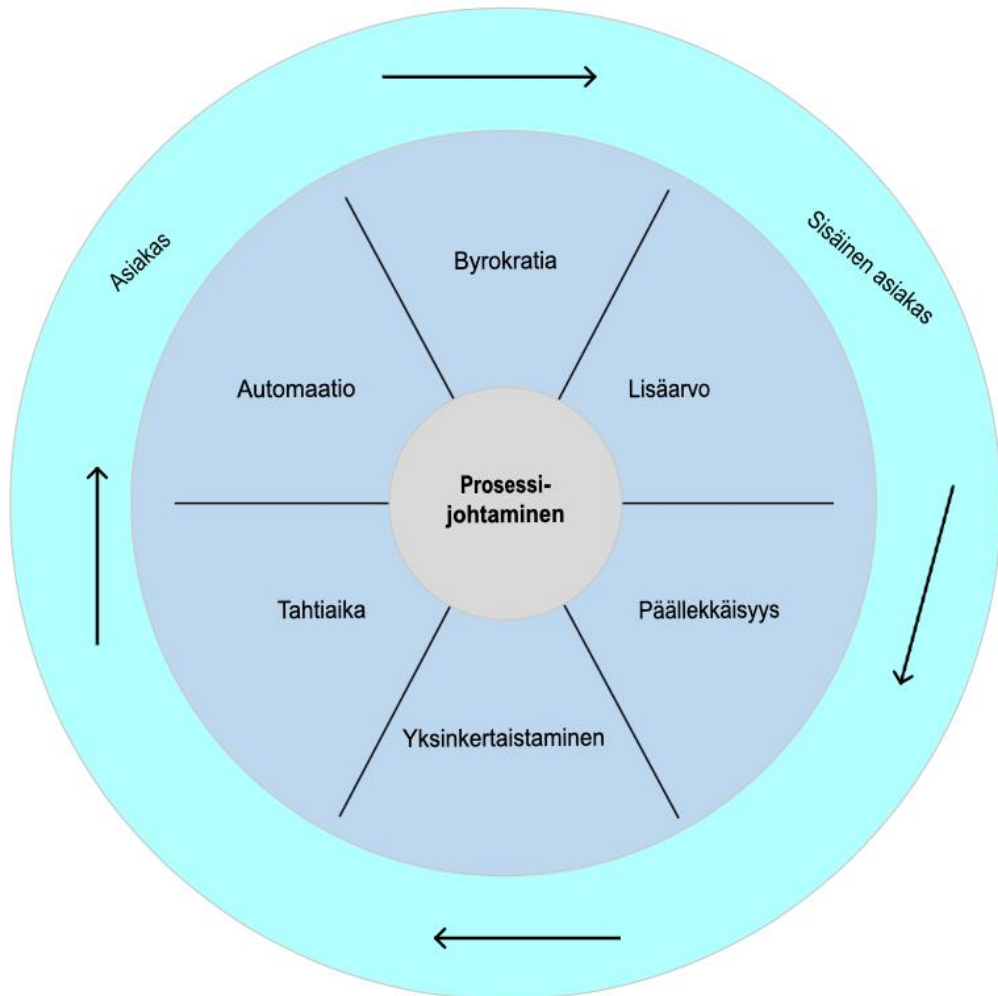 Asiakas
Sisäinen asiakas
Byrokratia
Automaatio
Lisäarvo
Prosessi-
johtaminen
Tahtiaika
Päällekkäisyys
Yksinkertaistaminen